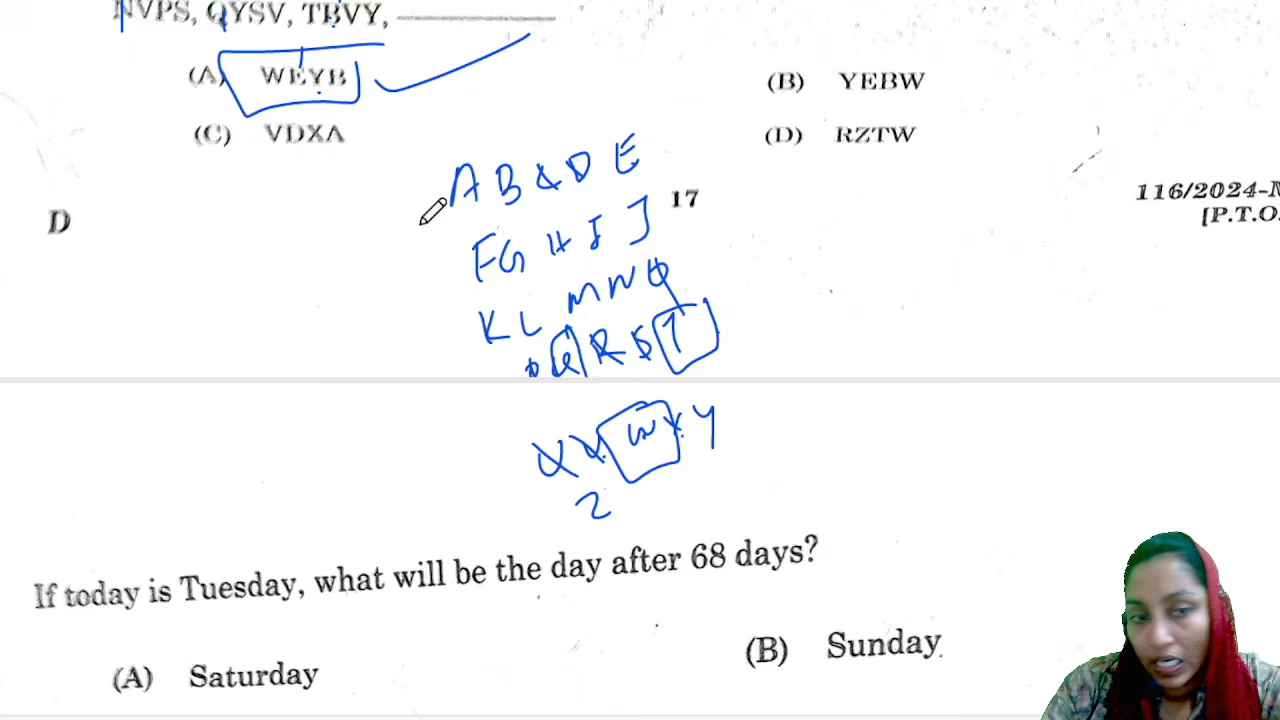 NVPS, QYSV, TBVY, ___________
(A) WEYB (B) YEBW
(C) VDXA (D) RZTW
A B C D E
17
116/2024-M
[P.T.O.
D
F G H I J
K L M N O
P Q R S T
U V W X Y
Z
If today is Tuesday, what will be the day after 68 days?
(A) Saturday (B) Sunday